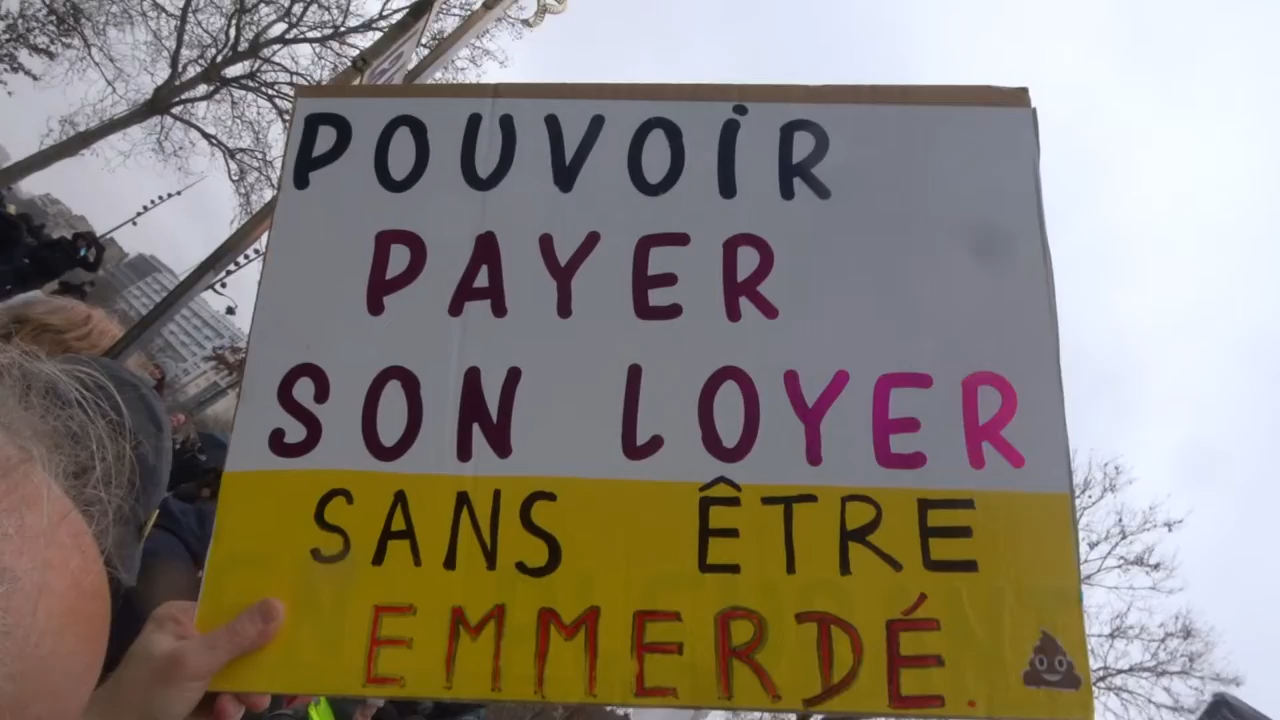 POUVOIR
PAYER
SON LOYER
SANS ÊTRE
EMMERDÉ.